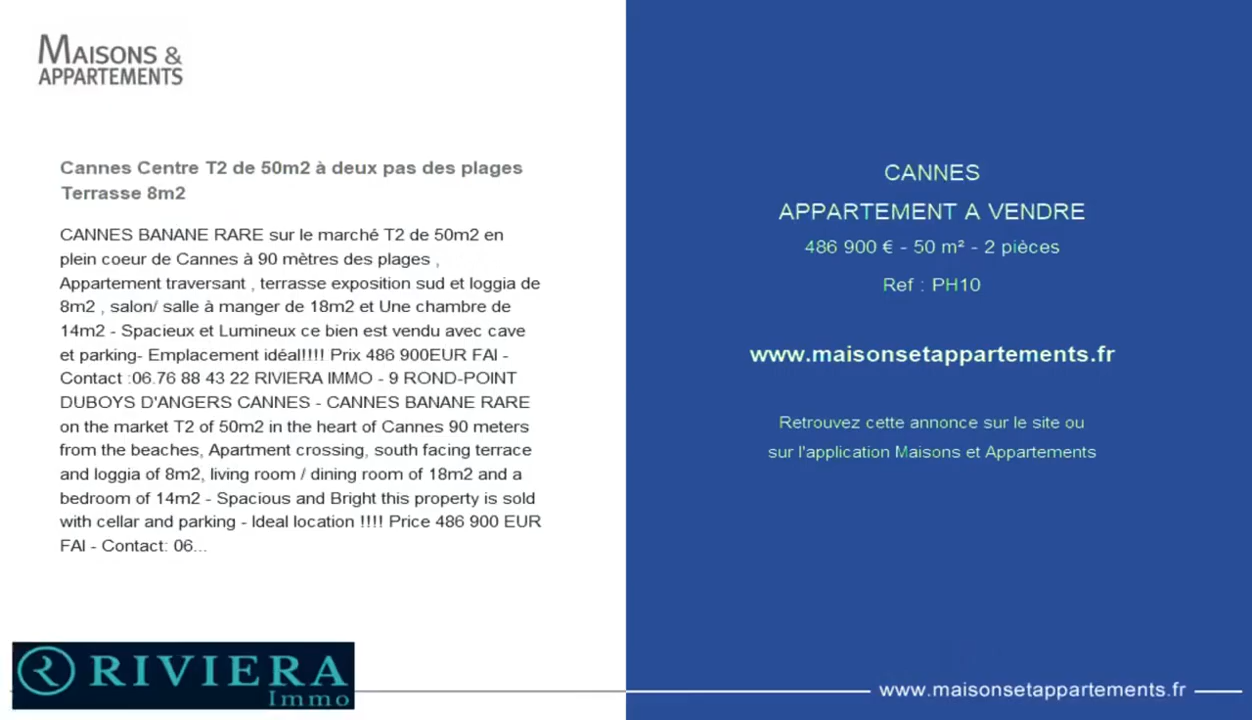 MAISONS &
APPARTEMENTS
Cannes Centre T2 de 50m2 à deux pas des plages
Terrasse 8m2
CANNES BANANE RARE sur le marché T2 de 50m2 en
plein coeur de Cannes à 90 mètres des plages ,
Appartement traversant , terrasse exposition sud et loggia de
8m2 , salon/ salle à manger de 18m2 et Une chambre de
14m2 - Spacieux et Lumineux ce bien est vendu avec cave
et parking- Emplacement idéal!!!! Prix 486 900EUR FAI -
Contact :06.76 88 43 22 RIVIERA IMMO - 9 ROND-POINT
DUBOYS D'ANGERS CANNES - CANNES BANANE RARE
on the market T2 of 50m2 in the heart of Cannes 90 meters
from the beaches, Apartment crossing, south facing terrace
and loggia of 8m2, living room / dining room of 18m2 and a
bedroom of 14m2 - Spacious and Bright this property is sold
with cellar and parking - Ideal location !!!! Price 486 900 EUR
FAI - Contact: 06...
RIVIERA
Immo
CANNES
APPARTEMENT A VENDRE
486 900 € - 50 m² - 2 pièces
Ref : PH10
www.maisonsetappartements.fr
Retrouvez cette annonce sur le site ou
sur l'application Maisons et Appartements
www.maisonsetappartements.fr